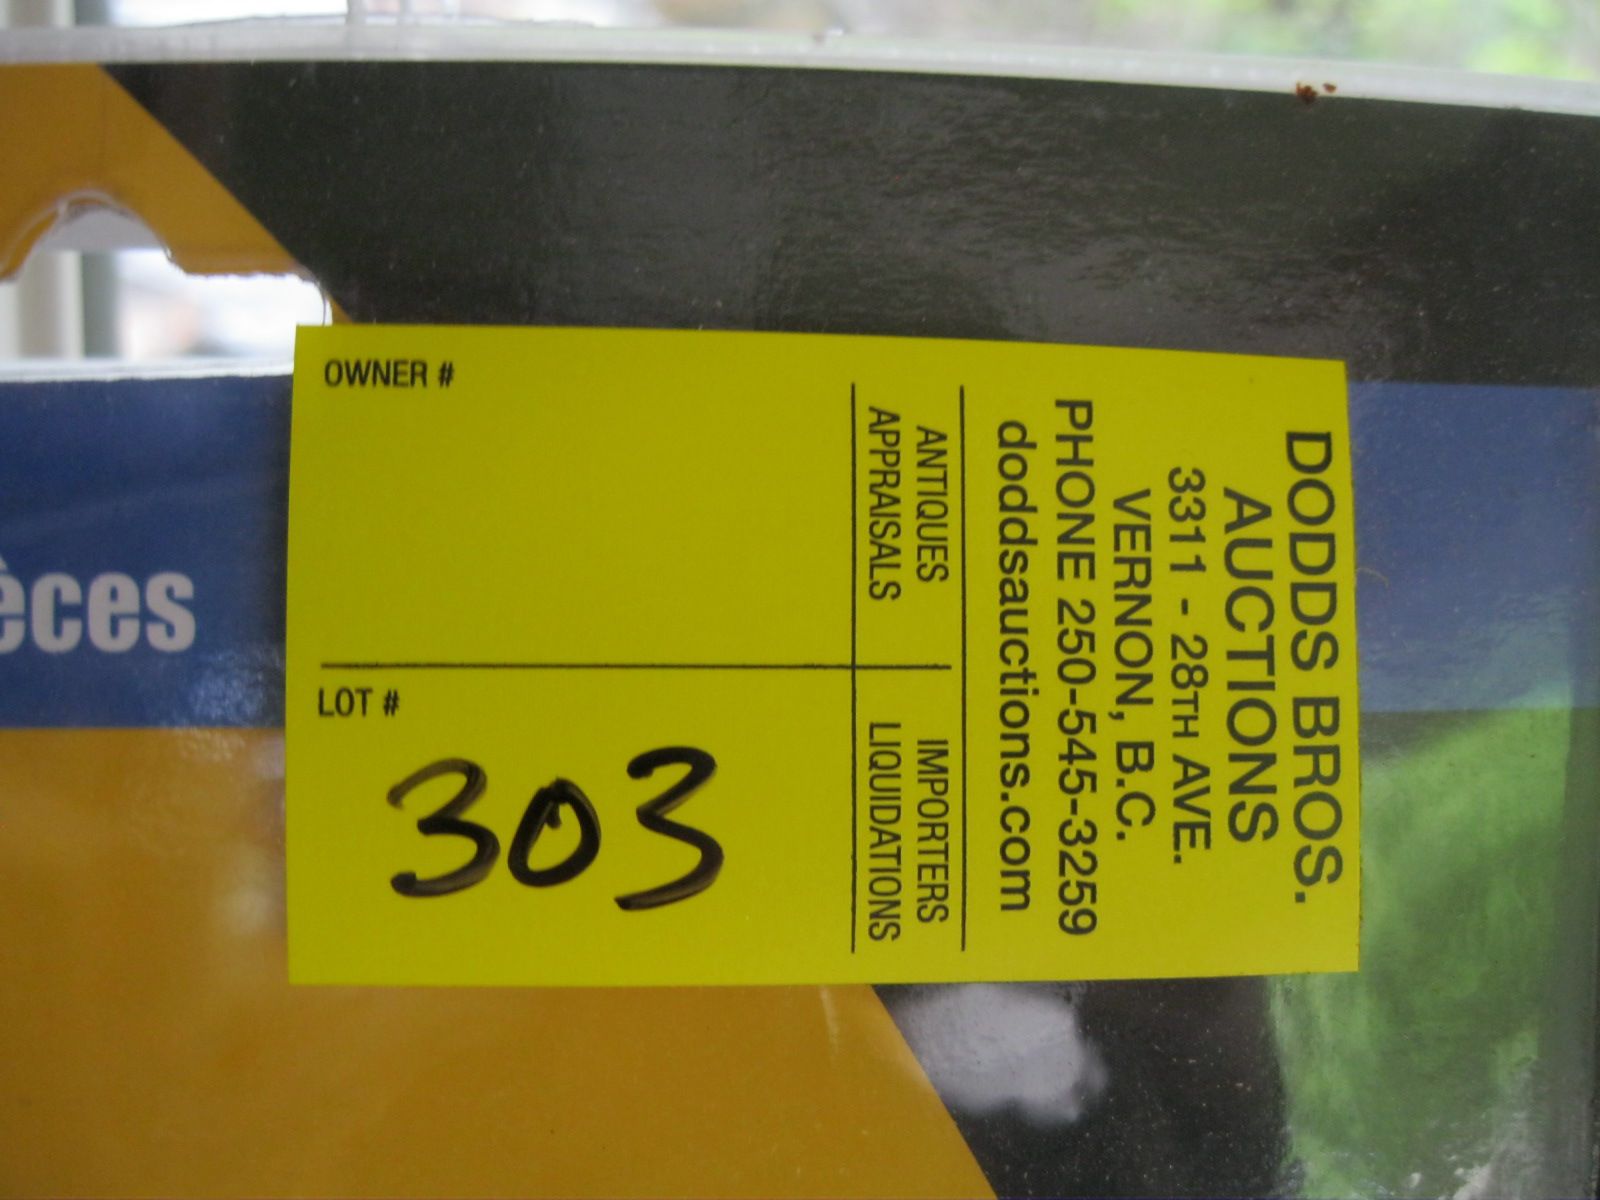 DODDS BROS.
AUCTIONS
3311 - 28TH AVE.
VERNON, B.C.
PHONE 250-545-3259
doddsauctions.com
ANTIQUES IMPORTERS
APPRAISALS LIQUIDATIONS
OWNER #
LOT #
303
èces